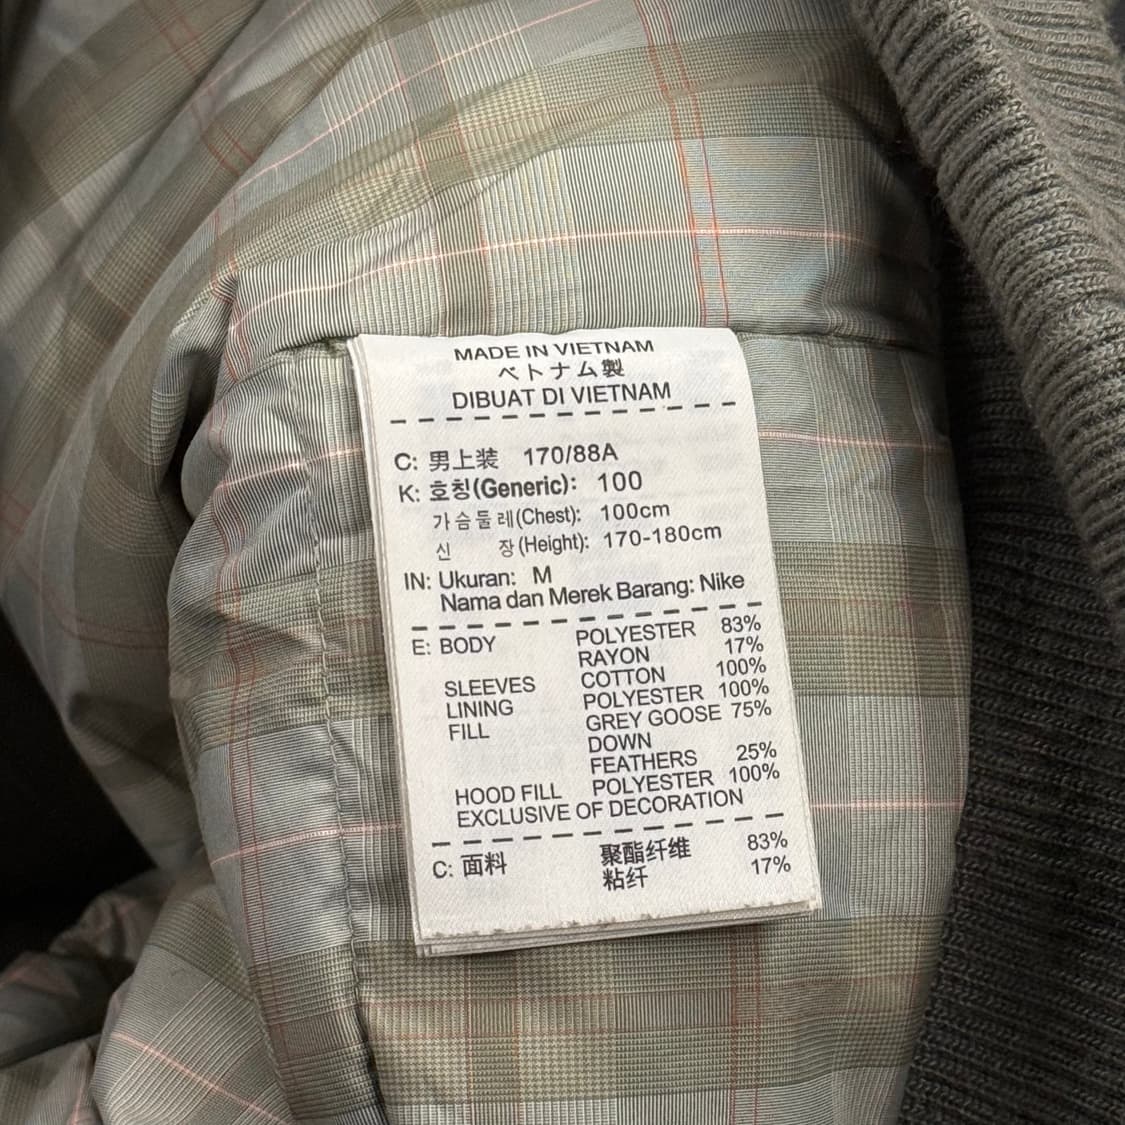 MADE IN VIETNAM
ベトナム製
DIBUAT DI VIETNAM
C: 男上装 170/88A
K: 호칭(Generic): 100
가슴둘레(Chest): 100cm
신 장(Height): 170-180cm
IN: Ukuran: M
Nama dan Merek Barang: Nike
E: BODY POLYESTER 83%
RAYON 17%
SLEEVES COTTON 100%
LINING POLYESTER 100%
FILL GREY GOOSE 75%
DOWN
FEATHERS 25%
HOOD FILL POLYESTER 100%
EXCLUSIVE OF DECORATION
C: 面料 聚酯纤维 83%
粘纤 17%